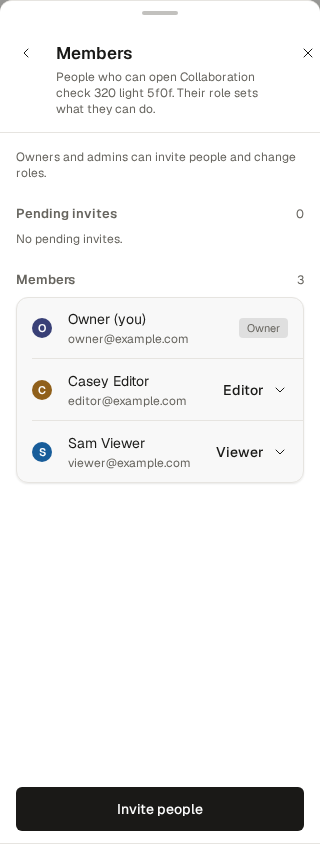 Members
People who can open Collaboration
check 320 light 5f0f. Their role sets
what they can do.
Owners and admins can invite people and change
roles.
Pending invites 0
No pending invites.
Members 3
O Owner (you) Owner
owner@example.com
C Casey Editor Editor
editor@example.com
S Sam Viewer Viewer
viewer@example.com
Invite people